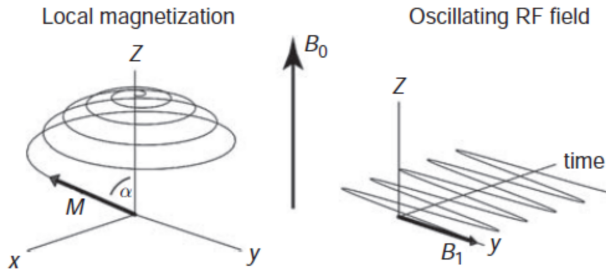 Local magnetization
Oscillating RF field
Z
B0
α
M
x
y
Z
time
B1
y